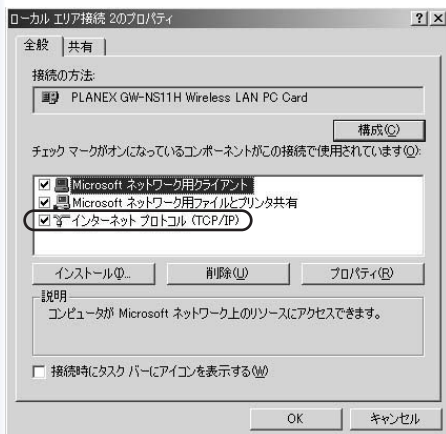 ローカル エリア接続 2のプロパティ
全般 共有
接続の方法:
PLANEX GW-NS11H Wireless LAN PC Card
構成(C)
チェック マークがオンになっているコンポーネントがこの接続で使用されています(O):
Microsoft ネットワーク用クライアント
Microsoft ネットワーク用ファイルとプリンタ共有
インターネット プロトコル (TCP/IP)
インストール(I)... 削除(U) プロパティ(R)
説明
コンピュータが Microsoft ネットワーク上のリソースにアクセスできます。
接続時にタスク バーにアイコンを表示する(W)
OK キャンセル